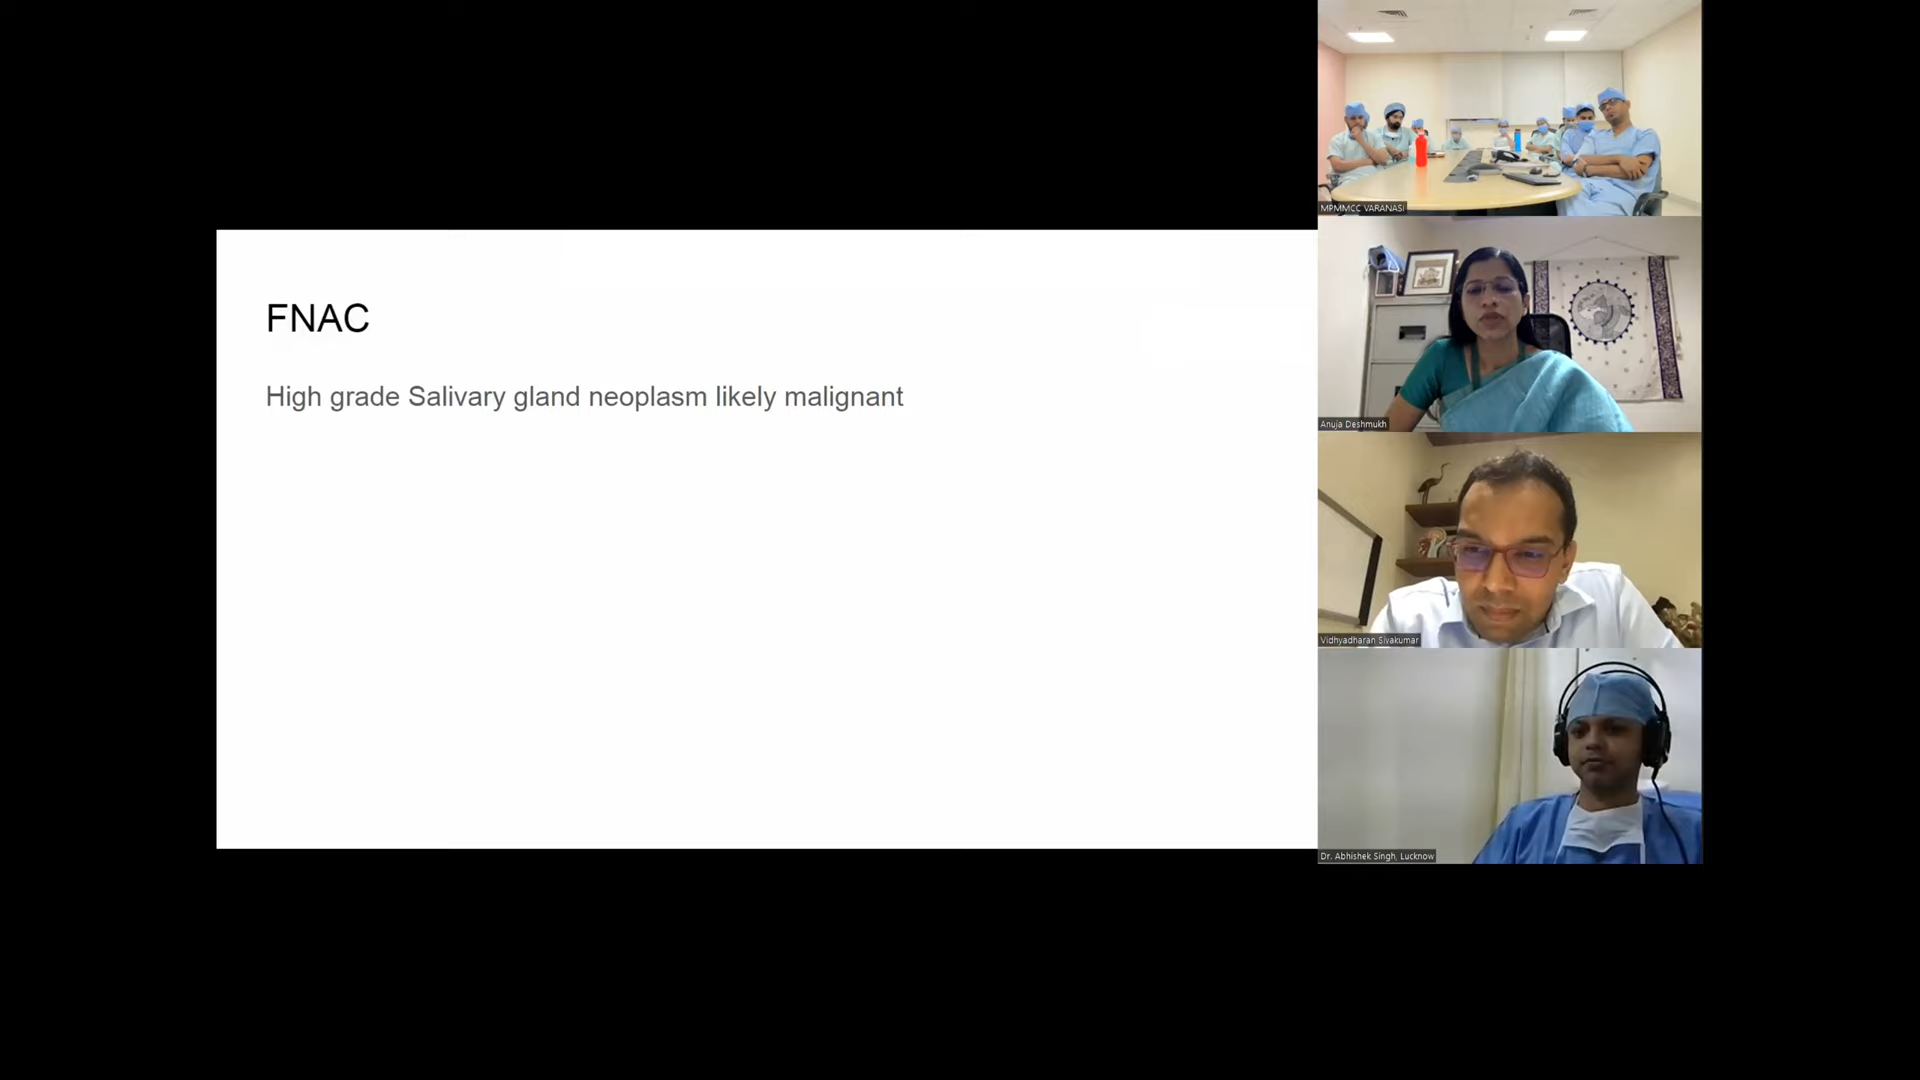 FNAC
High grade Salivary gland neoplasm likely malignant
MPMMCC VARANASI
Anuja Deshmukh
Vidhyadharan Sivakumar
Dr. Abhishek Singh, Lucknow